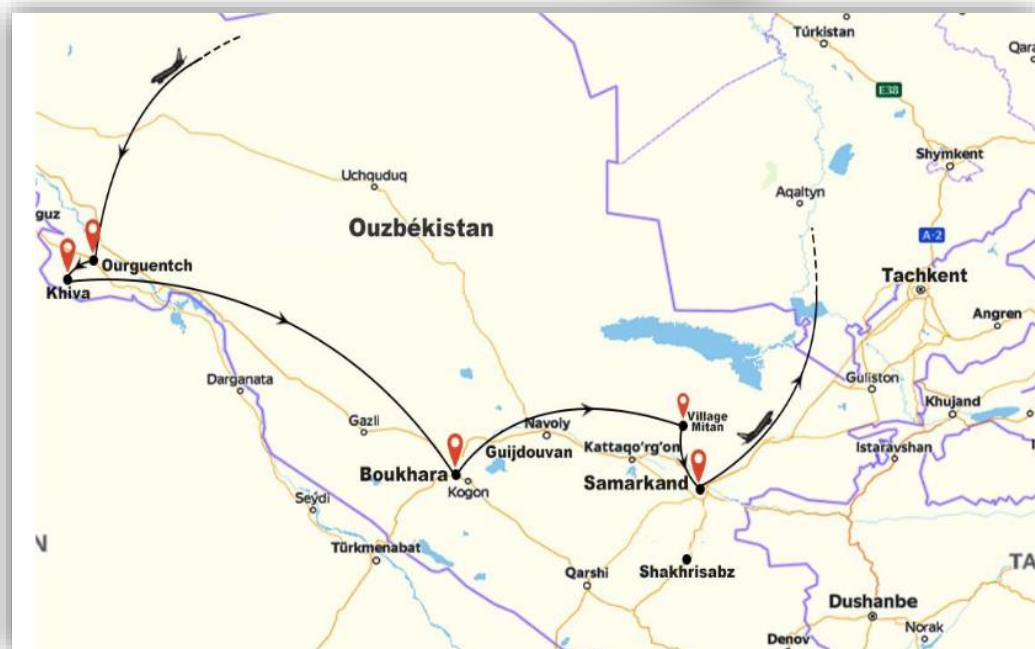 Türkistan
Qara
E38
Shymkent
Uchquduq
Aqaltyn
guz
Ouzbékistan
A-2
Ourguentch
Tachkent
Khiva
Angren
Darganata
Guliston
Khujand
Village
Mitan
Gazli
Navoly
Guijdouvan
Kattaqo'rg'on
Istaravshan
Boukhara
Kogon
Samarkand
Seýdi
N
Türkmenabat
Qarshi
Shakhrisabz
TA
Dushanbe
Norak
Denov